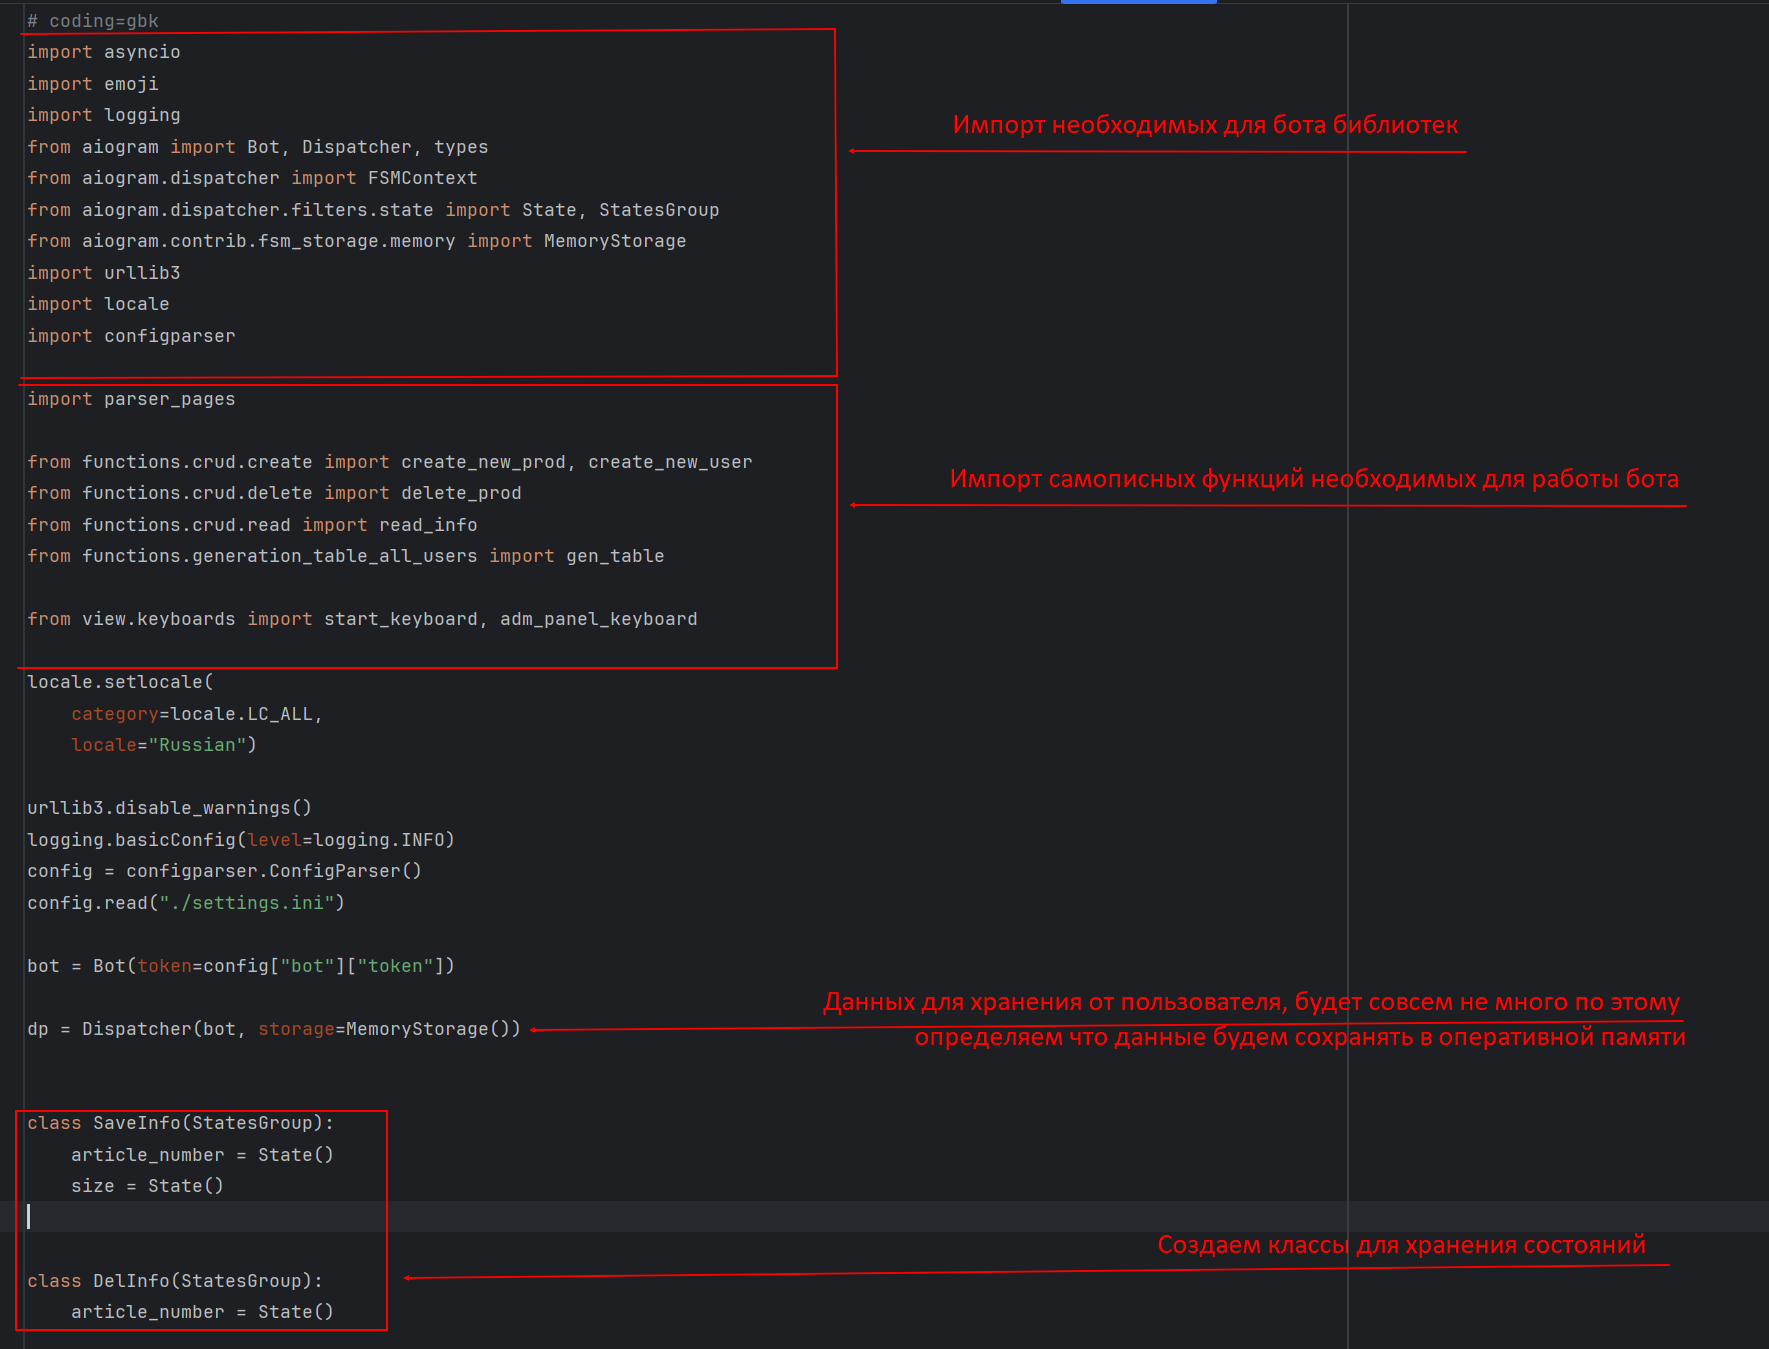 # coding=gbk
import asyncio
import emoji
import logging
Импорт необходимых для бота библиотек
from aiogram import Bot, Dispatcher, types
from aiogram.dispatcher import FSMContext
from aiogram.dispatcher.filters.state import State, StatesGroup
from aiogram.contrib.fsm_storage.memory import MemoryStorage
import urllib3
import locale
import configparser
import parser_pages
from functions.crud.create import create_new_prod, create_new_user
Импорт самописных функций необходимых для работы бота
from functions.crud.delete import delete_prod
from functions.crud.read import read_info
from functions.generation_table_all_users import gen_table
from view.keyboards import start_keyboard, adm_panel_keyboard
locale.setlocale(
    category=locale.LC_ALL,
    locale="Russian")
urllib3.disable_warnings()
logging.basicConfig(level=logging.INFO)
config = configparser.ConfigParser()
config.read("./settings.ini")
bot = Bot(token=config["bot"]["token"])
Данных для хранения от пользователя, будет совсем не много по этому
определяем что данные будем сохранять в оперативной памяти
dp = Dispatcher(bot, storage=MemoryStorage())
class SaveInfo(StatesGroup):
    article_number = State()
    size = State()
Создаем классы для хранения состояний
class DelInfo(StatesGroup):
    article_number = State()